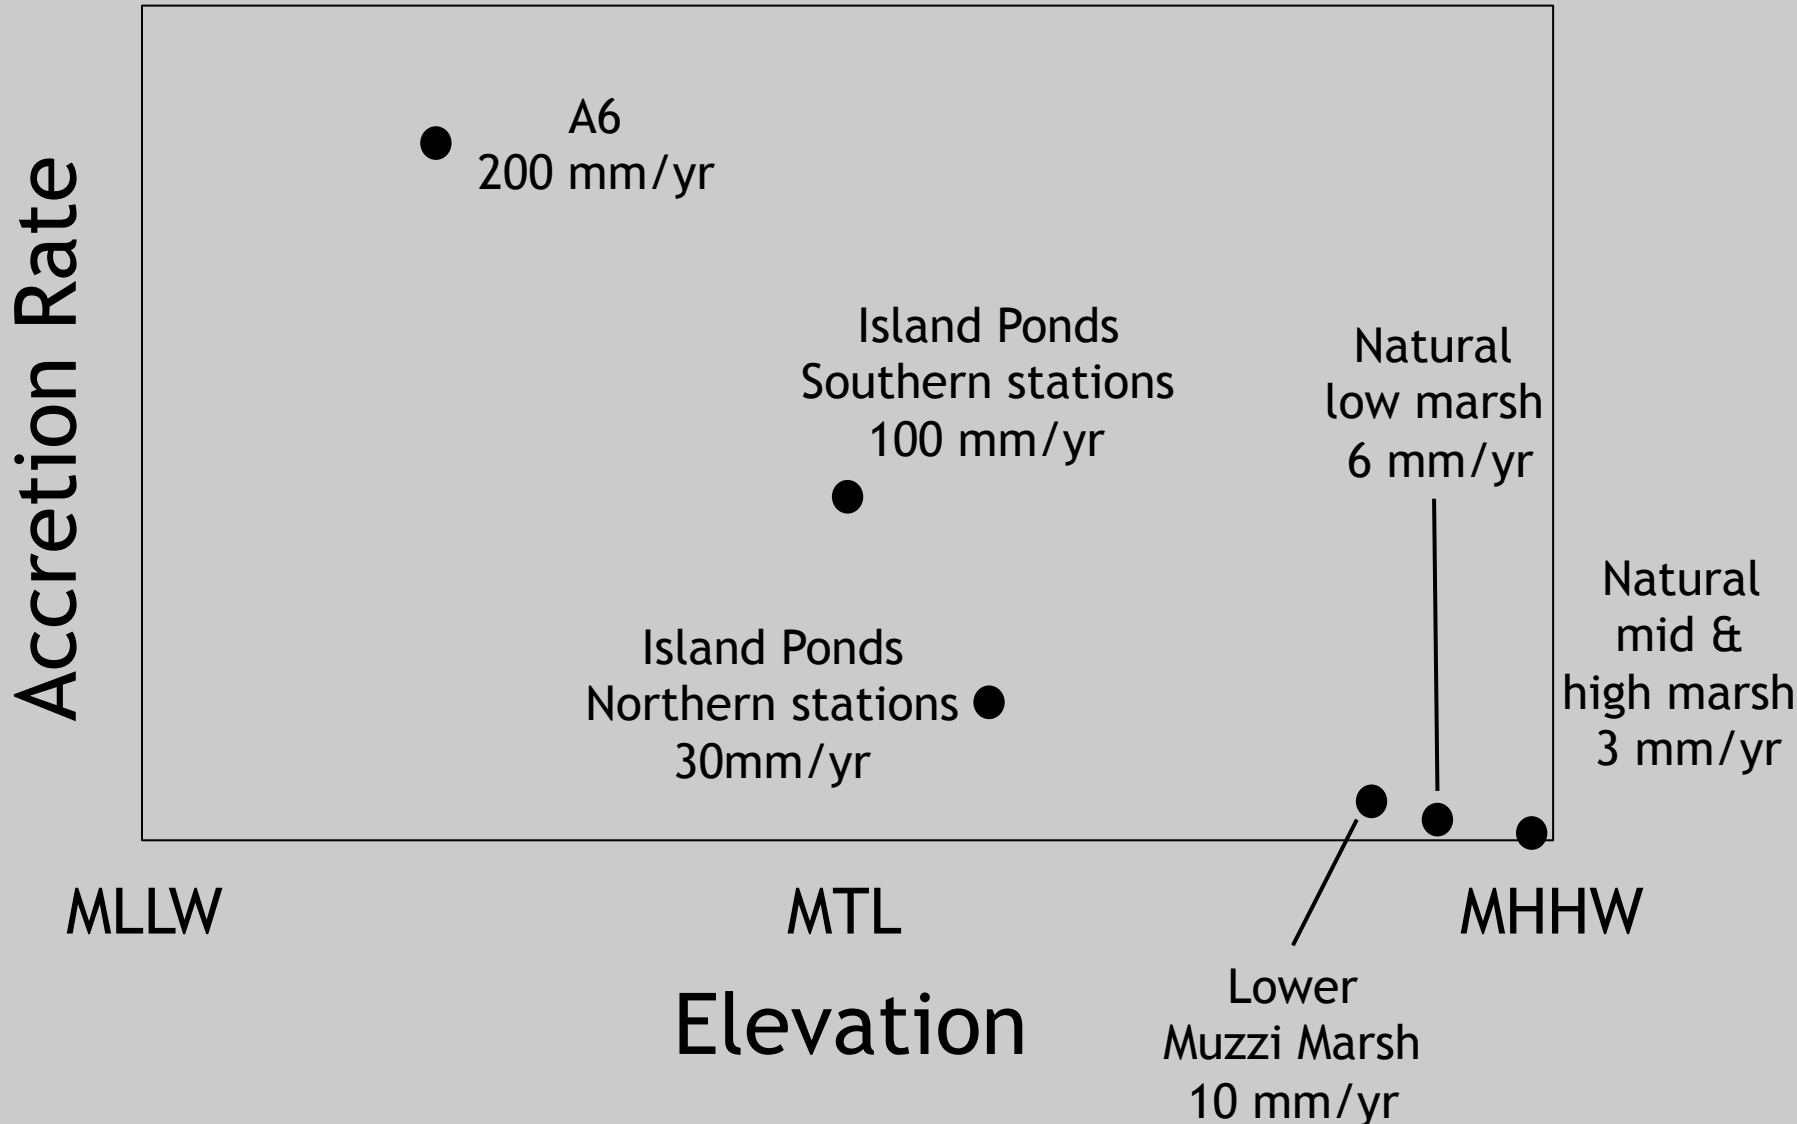 A6
200 mm/yr
Accretion Rate
Island Ponds
Southern stations
100 mm/yr
Natural
low marsh
6 mm/yr
Island Ponds
Northern stations
30mm/yr
Natural
mid &
high marsh
3 mm/yr
MLLW
MTL
MHHW
Elevation
Lower
Muzzi Marsh
10 mm/yr